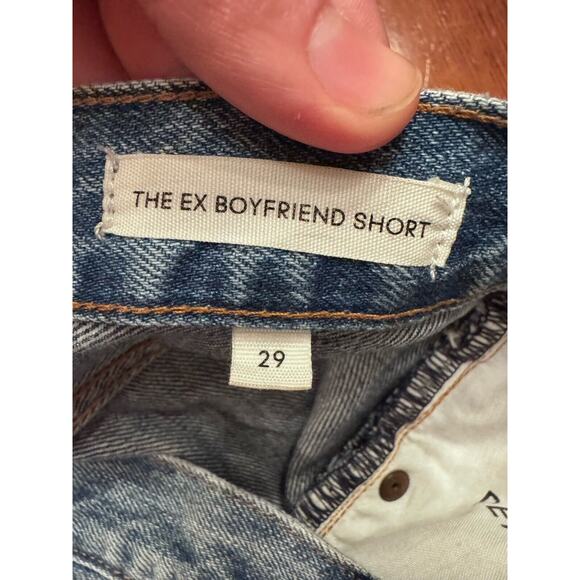 THE EX BOYFRIEND SHORT
29